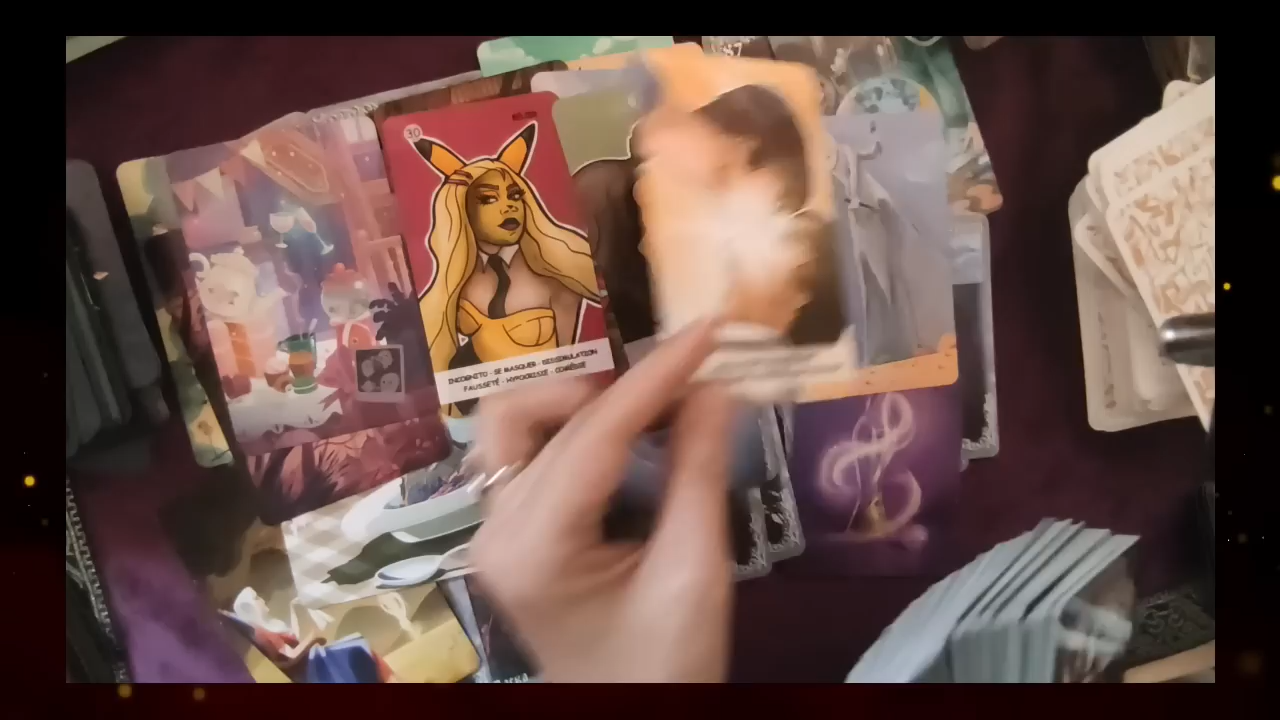 30
INCOGNITO - SE MASQUER - DISSIMULATION
FAUSSETÉ - HYPOCRISIE - COMÉDIE